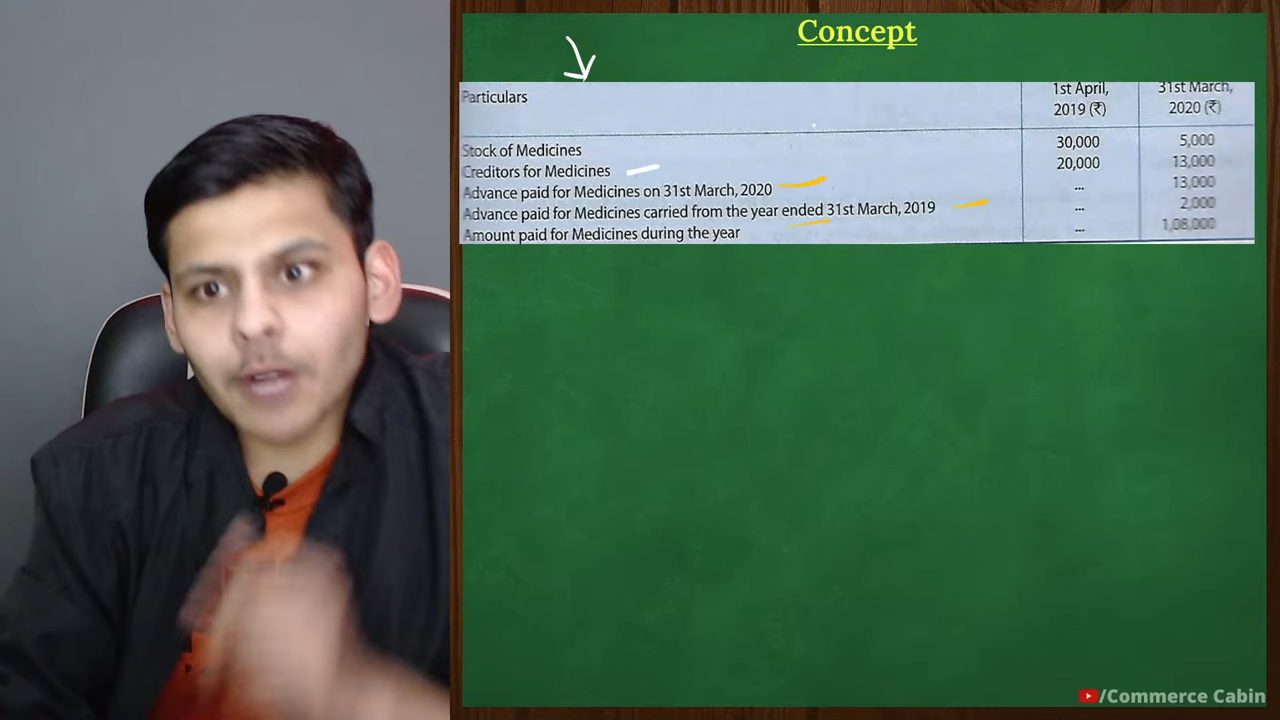 Concept
Particulars 1st April, 2019 (₹) 31st March, 2020 (₹)
Stock of Medicines 30,000 5,000
Creditors for Medicines 20,000 13,000
Advance paid for Medicines on 31st March, 2020 ... 13,000
Advance paid for Medicines carried from the year ended 31st March, 2019 ... 2,000
Amount paid for Medicines during the year ... 1,08,000
/Commerce Cabin